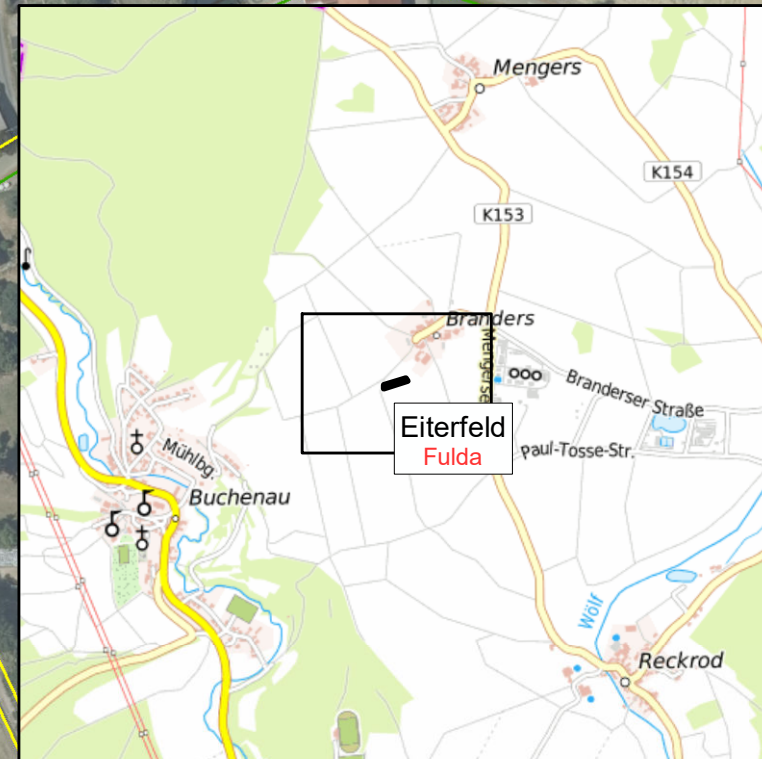 Mengers
K154
K153
Branders
Mengerse
Branderser Straße
Eiterfeld
Fulda
Paul-Tosse-Str.
Mühlbg.
Buchenau
Wölf
Reckrod